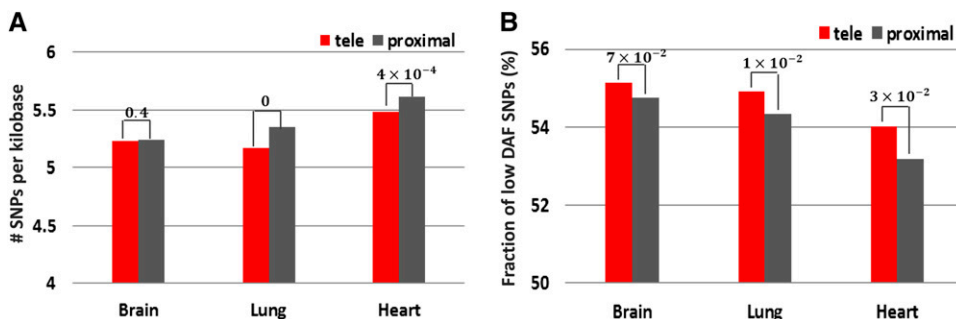 A
tele proximal
# SNPs per kilobase
6
5.5
5
4.5
4
0.4
0
4 × 10⁻⁴
Brain Lung Heart
B
tele proximal
Fraction of low DAF SNPs (%)
56
54
52
50
7 × 10⁻²
1 × 10⁻²
3 × 10⁻²
Brain Lung Heart